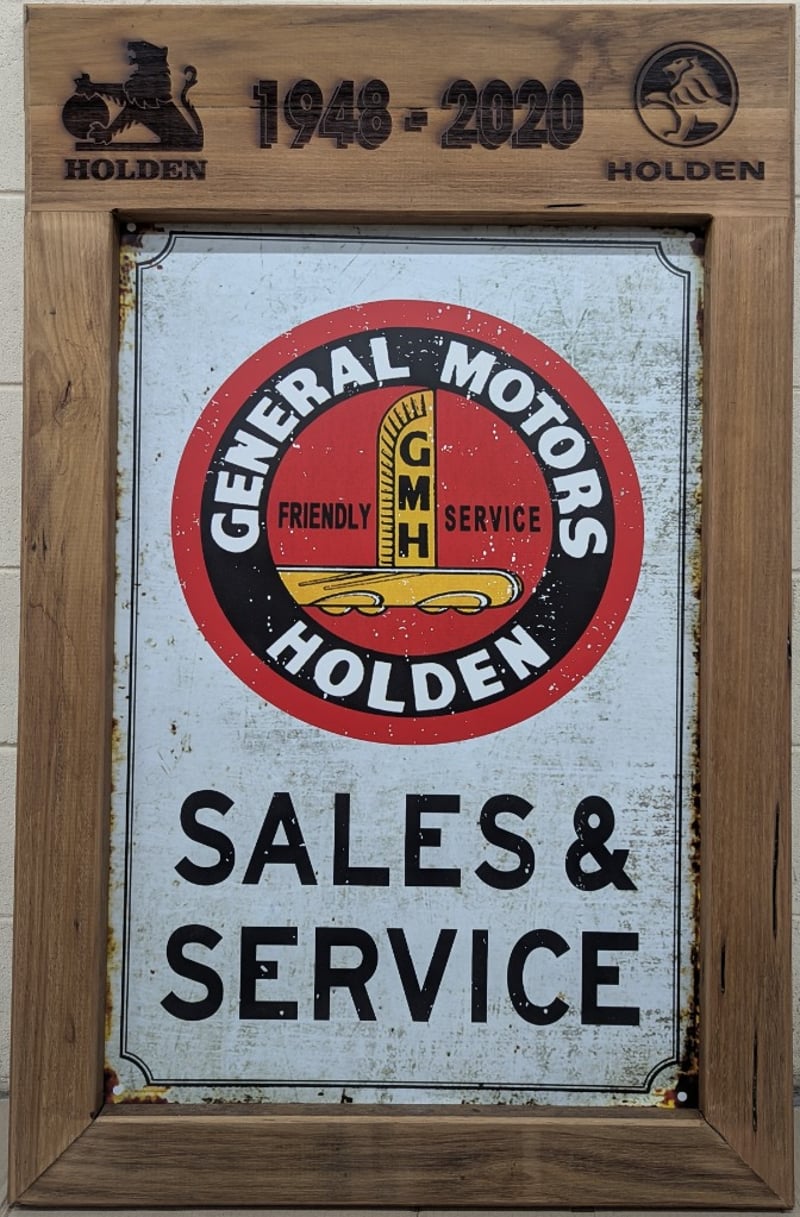 1948 - 2020
HOLDEN
HOLDEN
GENERAL MOTORS
GMH
FRIENDLY SERVICE
HOLDEN
SALES &
SERVICE